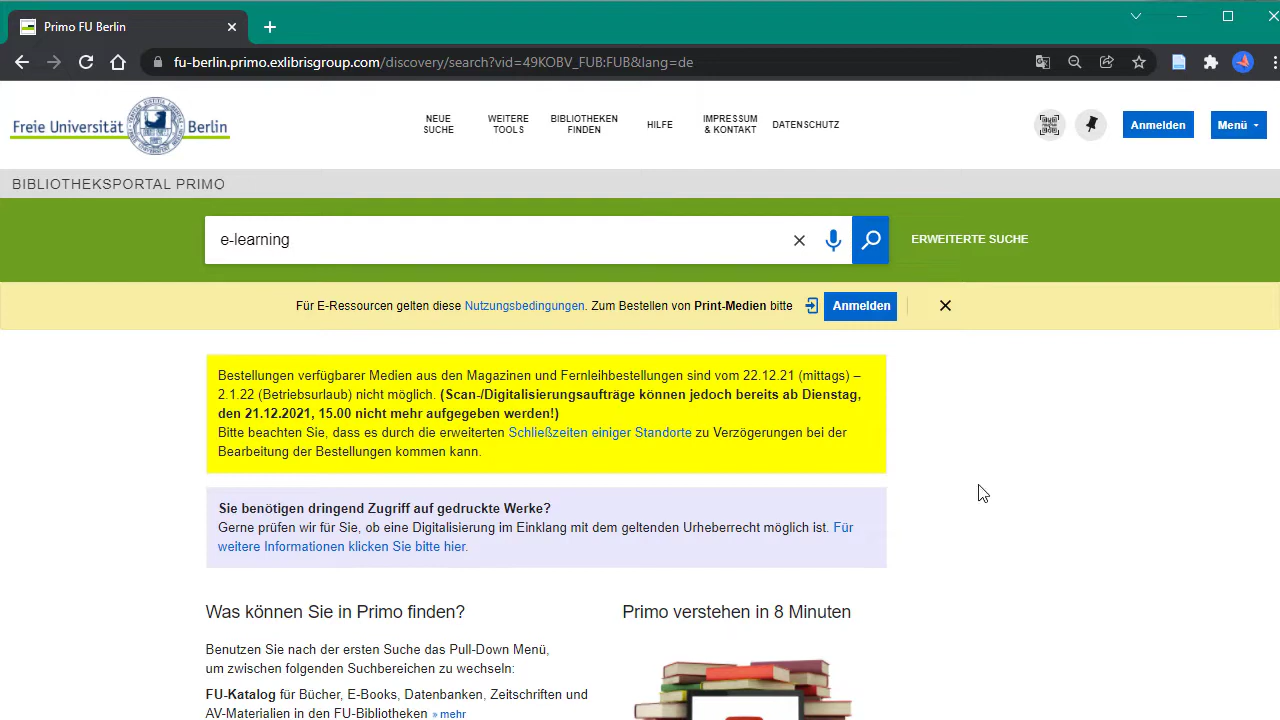 Primo FU Berlin
fu-berlin.primo.exlibrisgroup.com/discovery/search?vid=49KOBV_FUB:FUB&lang=de
Freie Universität Berlin
NEUE SUCHE
WEITERE TOOLS
BIBLIOTHEKEN FINDEN
HILFE
IMPRESSUM & KONTAKT
DATENSCHUTZ
Anmelden
Menü
BIBLIOTHEKSPORTAL PRIMO
e-learning
ERWEITERTE SUCHE
Für E-Ressourcen gelten diese Nutzungsbedingungen. Zum Bestellen von Print-Medien bitte Anmelden
Bestellungen verfügbarer Medien aus den Magazinen und Fernleihbestellungen sind vom 22.12.21 (mittags) –
2.1.22 (Betriebsurlaub) nicht möglich. (Scan-/Digitalisierungsaufträge können jedoch bereits ab Dienstag,
den 21.12.2021, 15.00 nicht mehr aufgegeben werden!)
Bitte beachten Sie, dass es durch die erweiterten Schließzeiten einiger Standorte zu Verzögerungen bei der
Bearbeitung der Bestellungen kommen kann.
Sie benötigen dringend Zugriff auf gedruckte Werke?
Gerne prüfen wir für Sie, ob eine Digitalisierung im Einklang mit dem geltenden Urheberrecht möglich ist. Für
weitere Informationen klicken Sie bitte hier.
Was können Sie in Primo finden?
Benutzen Sie nach der ersten Suche das Pull-Down Menü,
um zwischen folgenden Suchbereichen zu wechseln:
FU-Katalog für Bücher, E-Books, Datenbanken, Zeitschriften und
AV-Materialien in den FU-Bibliotheken » mehr
Primo verstehen in 8 Minuten